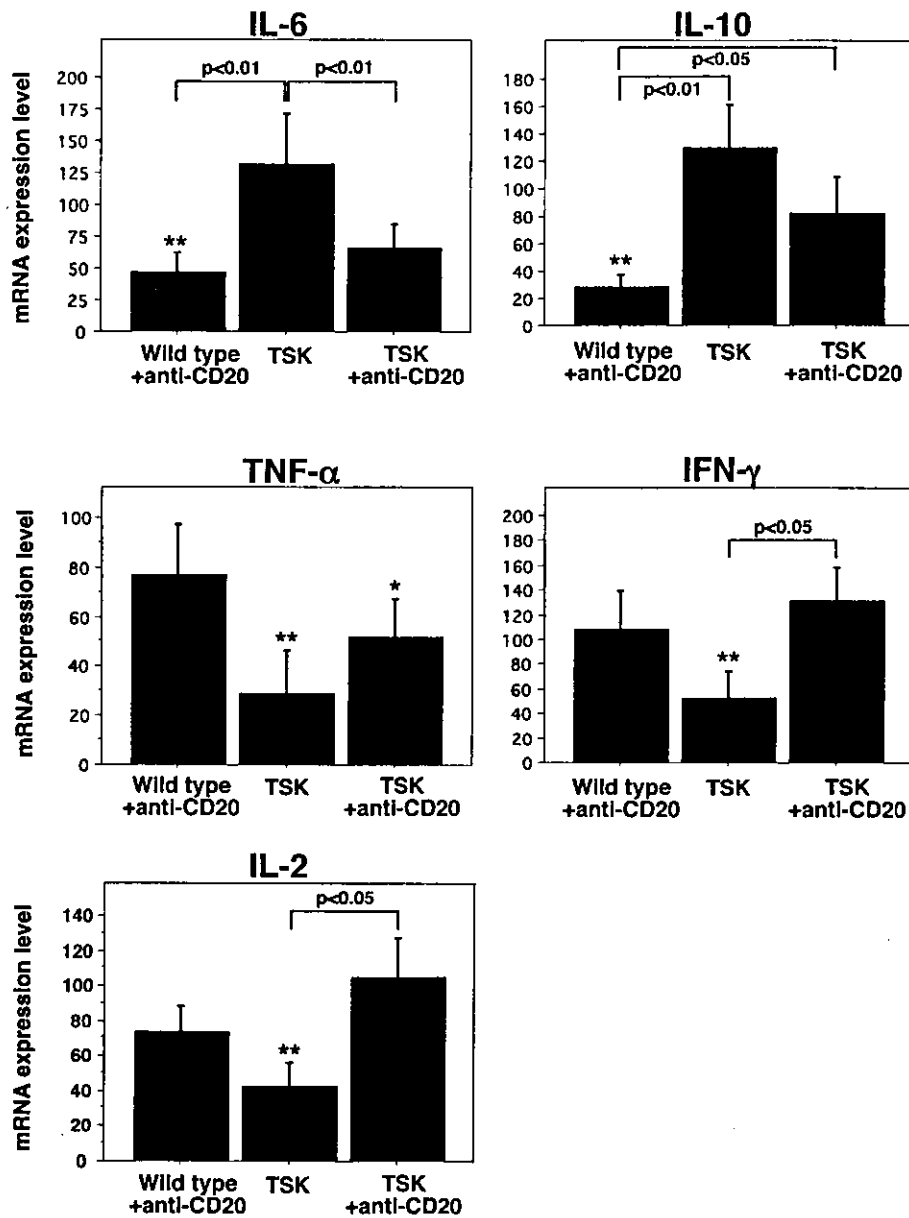 IL-6
mRNA expression level
200
175
150
125
100
75
50
25
0
p<0.01
p<0.01
**
Wild type
+anti-CD20
TSK
TSK
+anti-CD20
IL-10
180
160
140
120
100
80
60
40
20
0
p<0.05
p<0.01
**
Wild type
+anti-CD20
TSK
TSK
+anti-CD20
TNF-α
mRNA expression level
100
80
60
40
20
0
**
*
Wild type
+anti-CD20
TSK
TSK
+anti-CD20
IFN-γ
200
180
160
140
120
100
80
60
40
20
0
p<0.05
**
Wild type
+anti-CD20
TSK
TSK
+anti-CD20
IL-2
mRNA expression level
140
120
100
80
60
40
20
0
p<0.05
**
Wild type
+anti-CD20
TSK
TSK
+anti-CD20